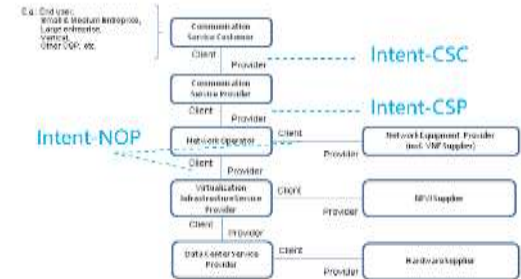 E.g.: End user,
Small & Medium Entreprise,
Large enterprise,
Vertical,
Other CSP, etc.
Communication
Service Customer
Client
Provider
Intent-CSC
Communication
Service Provider
Client
Provider
Intent-CSP
Intent-NOP
Network Operator
Client
Provider
Network Equipment Provider
(incl. VNF Supplier)
Client
Provider
Virtualization
Infrastructure Service
Provider
Client
Provider
NFVI Supplier
Client
Provider
Data Center Service
Provider
Client
Provider
Hardware Supplier